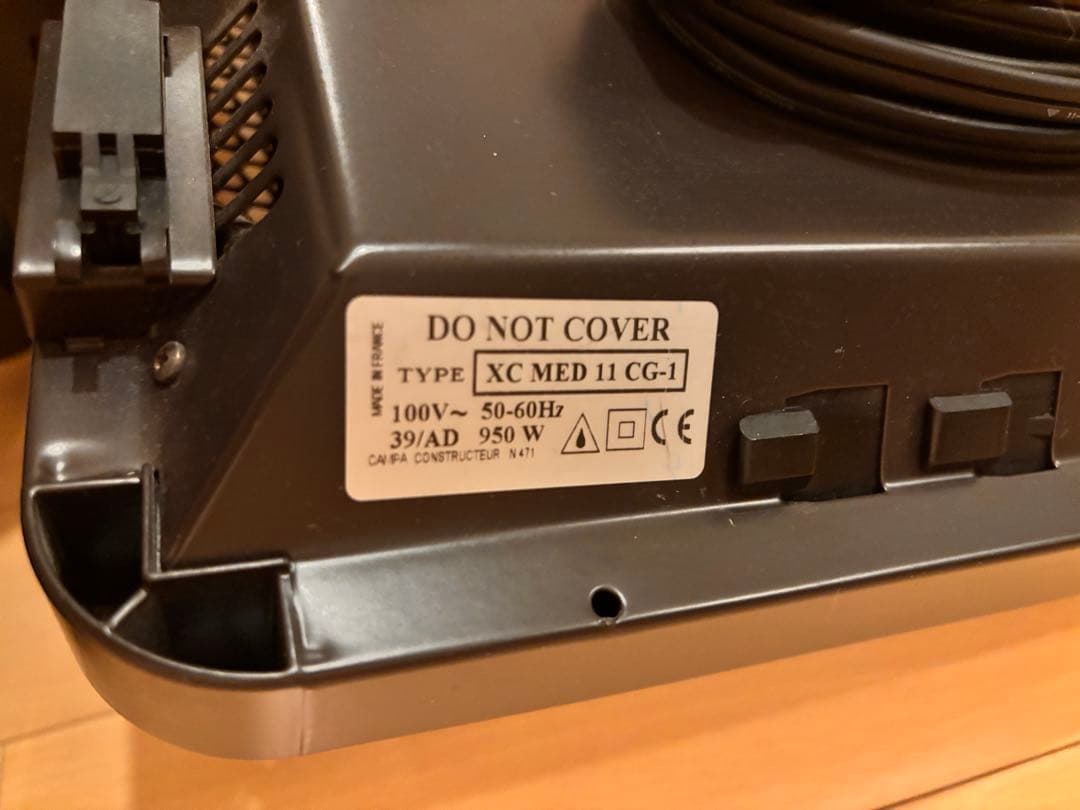 DO NOT COVER
MADE IN FRANCE
TYPE XC MED 11 CG-1
100V~ 50-60Hz
39/AD 950 W
CE
CAMPA CONSTRUCTEUR N 471